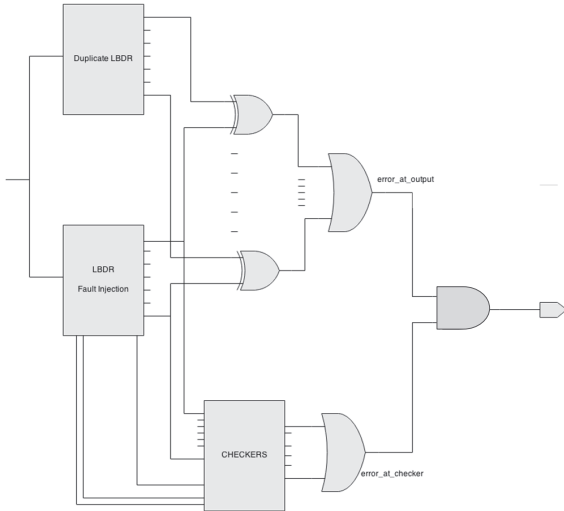 Duplicate LBDR
error_at_output
LBDR
Fault Injection
CHECKERS
error_at_checker